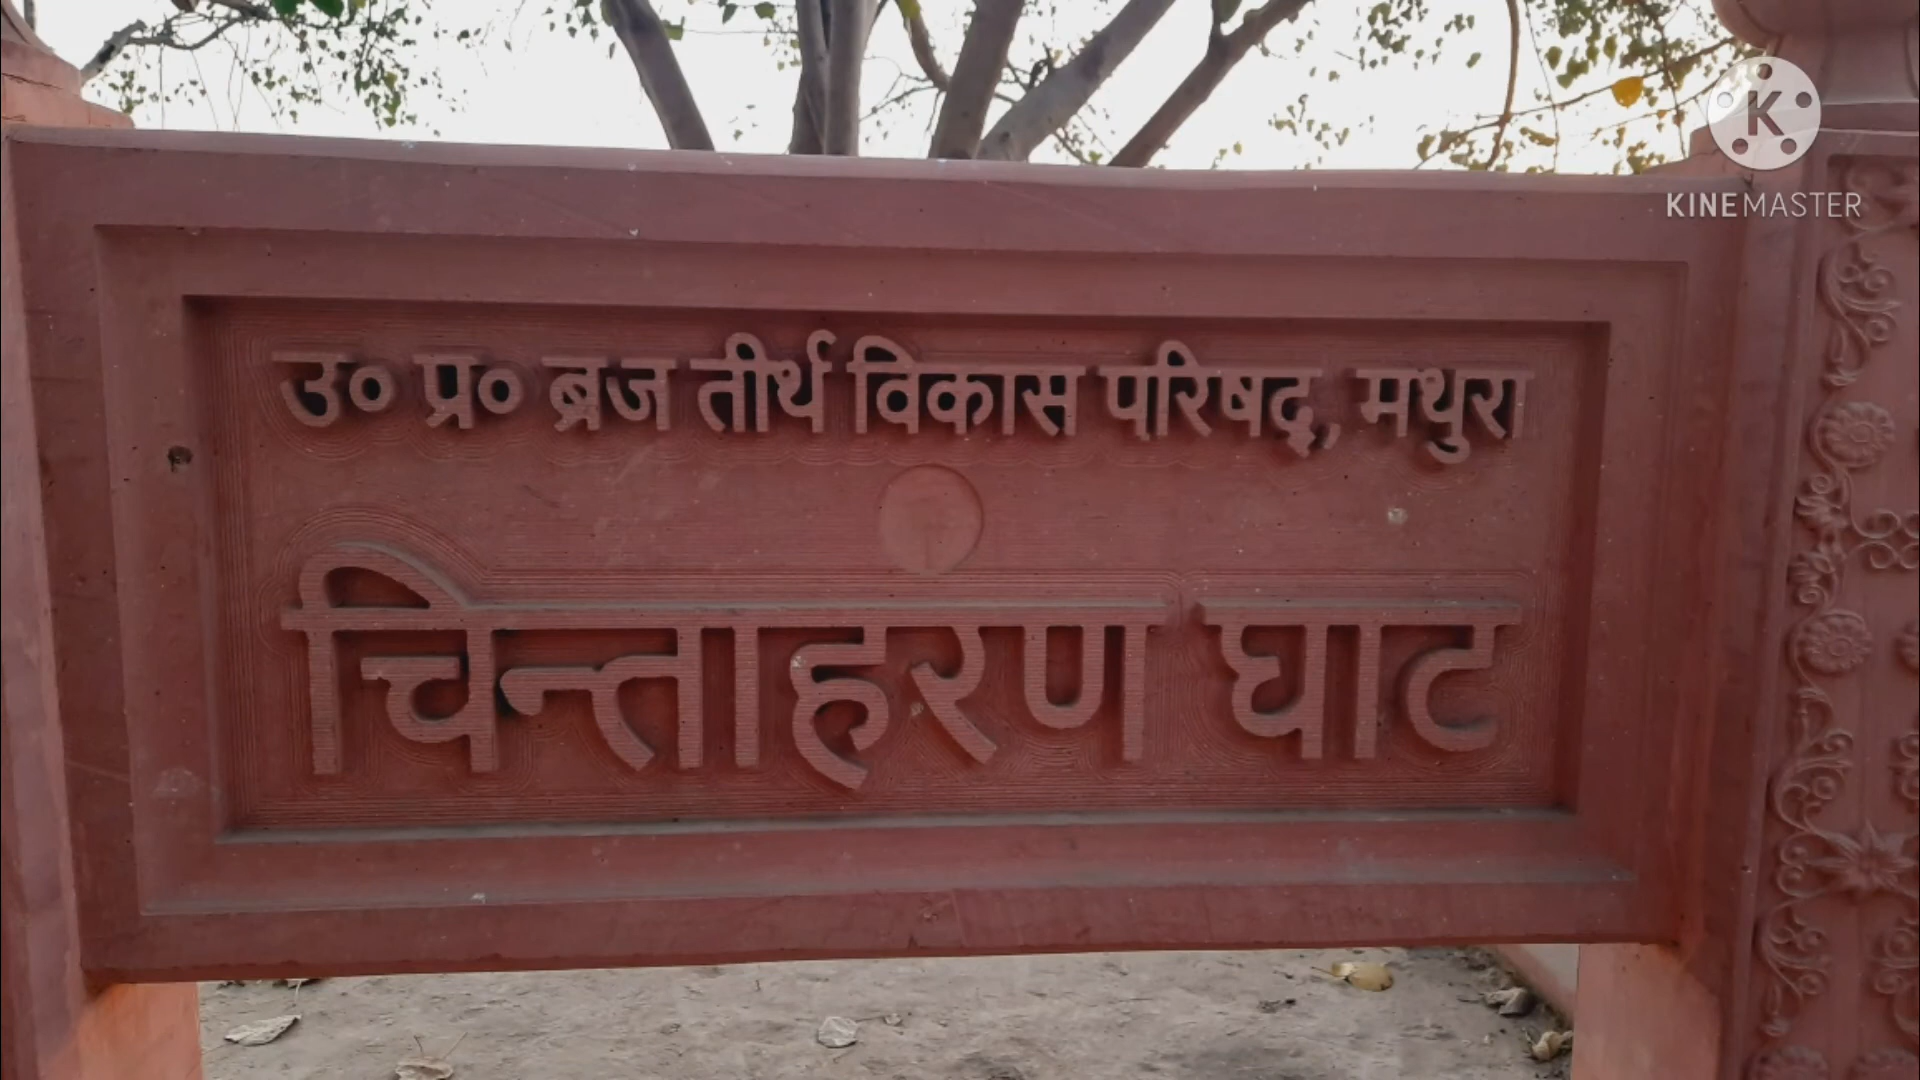 उ० प्र० ब्रज तीर्थ विकास परिषद्, मथुरा
चिन्ताहरण घाट
K
KINEMASTER